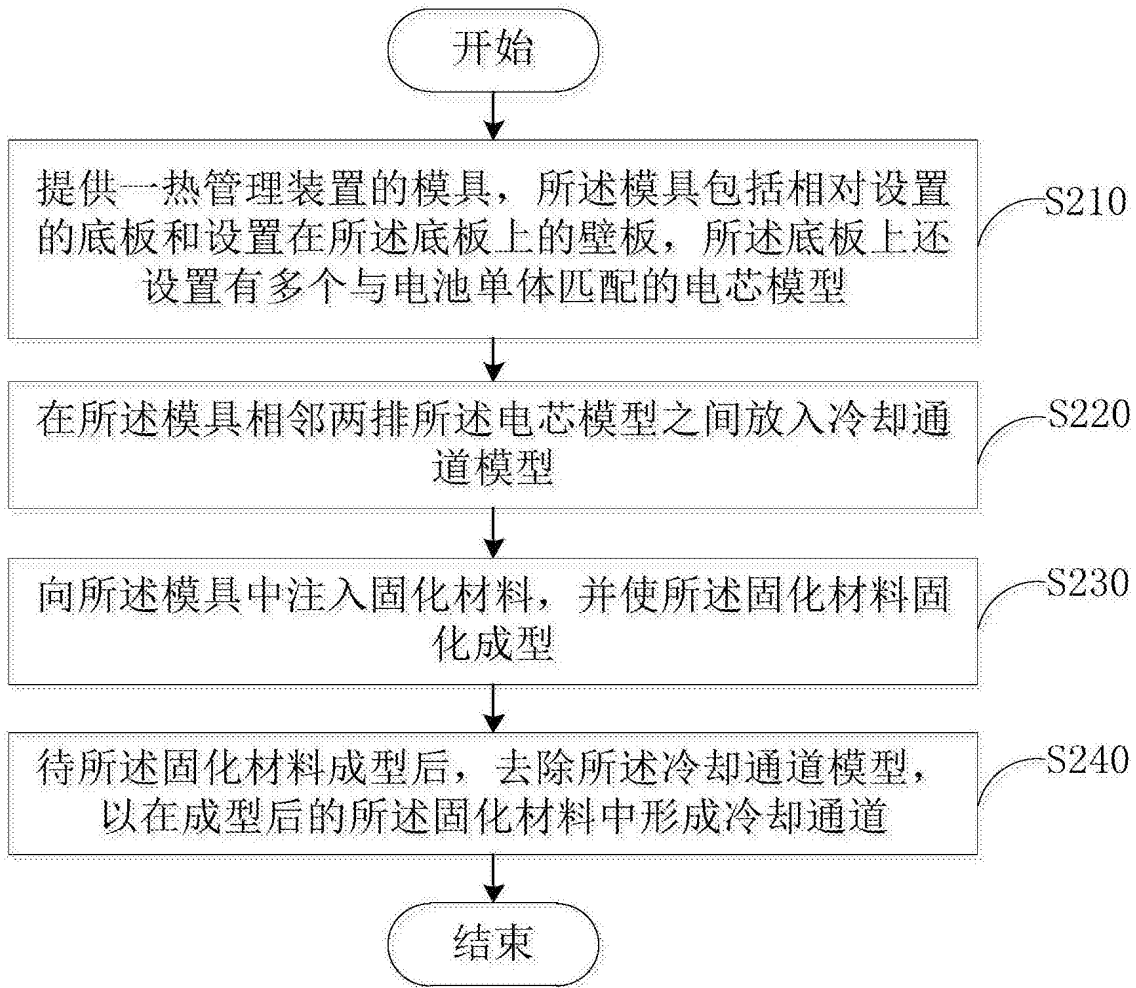 开始
提供一热管理装置的模具，所述模具包括相对设置
的底板和设置在所述底板上的壁板，所述底板上还
设置有多个与电池单体匹配的电芯模型
S210
在所述模具相邻两排所述电芯模型之间放入冷却通
道模型
S220
向所述模具中注入固化材料，并使所述固化材料固
化成型
S230
待所述固化材料成型后，去除所述冷却通道模型，
以在成型后的所述固化材料中形成冷却通道
S240
结束